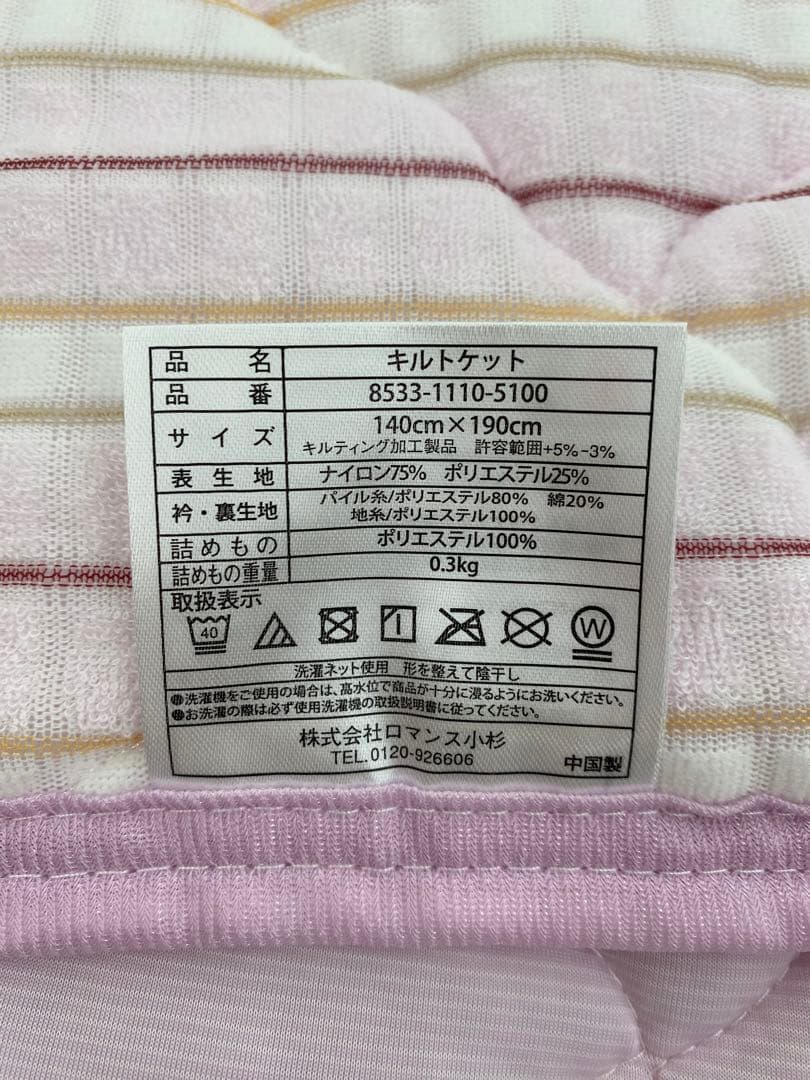 品名 キルトケット
品番 8533-1110-5100
サイズ 140cm×190cm
キルティング加工製品 許容範囲+5% -3%
表生地 ナイロン75% ポリエステル25%
衿・裏生地 パイル糸/ポリエステル80% 綿20%
地糸/ポリエステル100%
詰めもの ポリエステル100%
詰めもの重量 0.3kg
取扱表示
40 W
洗濯ネット使用 形を整えて陰干し
洗濯機をご使用の場合は、高水位で商品が十分に浸るようにお洗いください。
お洗濯の際は必ず使用洗濯機の取扱説明書に従ってください。
株式会社ロマンス小杉
TEL.0120-926606
中国製